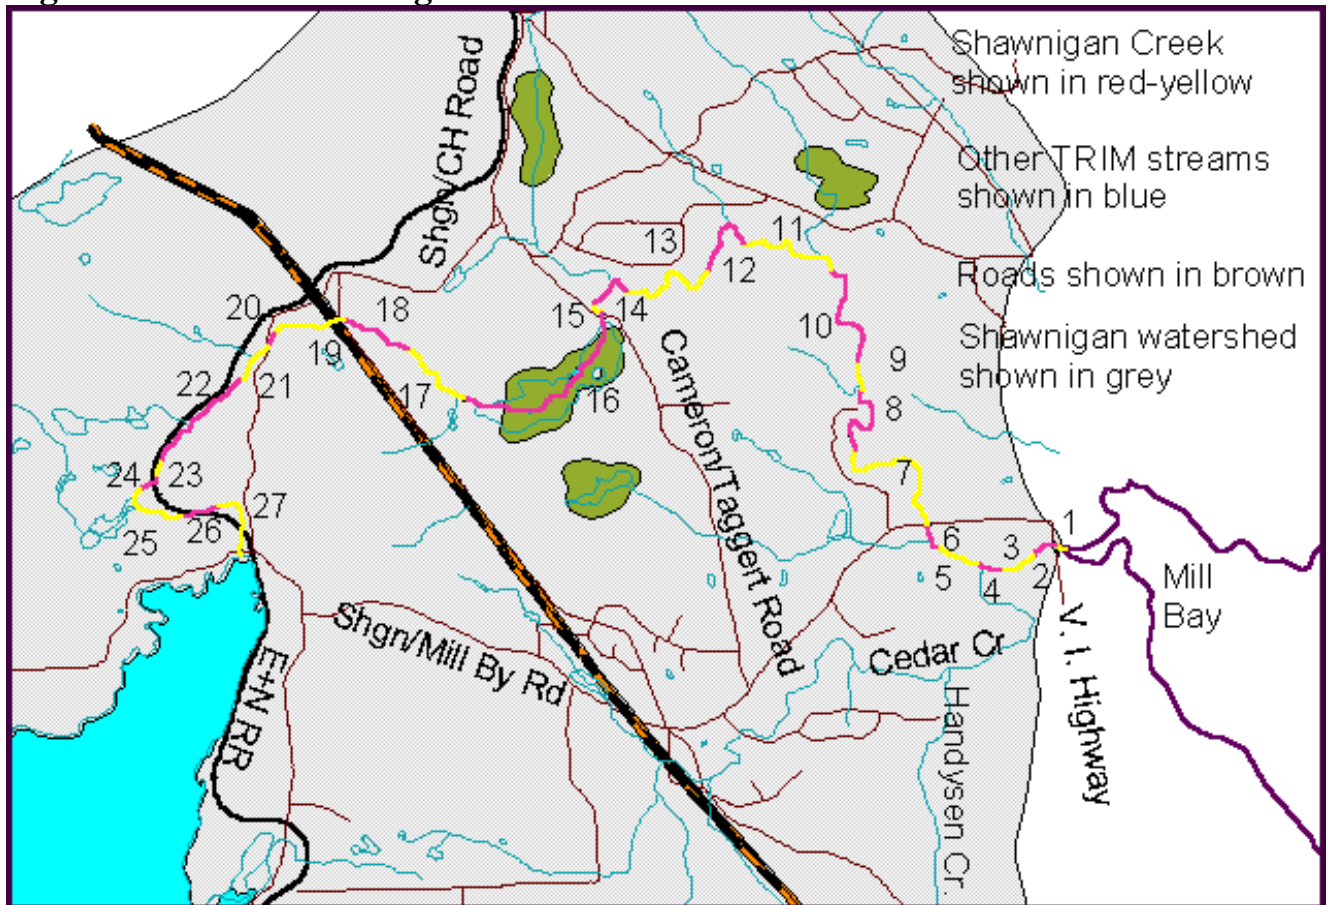 Shawnigan Creek
shown in red-yellow
Other TRIM streams
shown in blue
Roads shown in brown
Shawnigan watershed
shown in grey
Shgn/CH Road
13
11
12
14
15
20
18
19
10
9
22
21
17
16
8
Cameron/Taggert Road
24
23
7
27
26
25
6
5
3
4
2
1
Mill
Bay
Shgn/Mill By Rd
Cedar Cr
V. I. Highway
E+N RR
Handysen Cr.